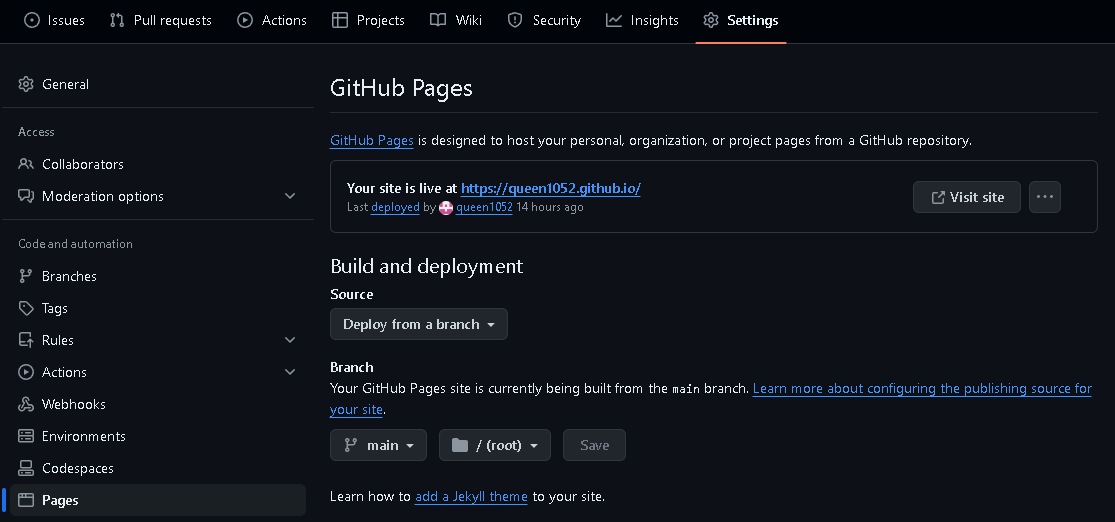 Issues Pull requests Actions Projects Wiki Security Insights Settings
General
Access
Collaborators
Moderation options
Code and automation
Branches
Tags
Rules
Actions
Webhooks
Environments
Codespaces
Pages
GitHub Pages
GitHub Pages is designed to host your personal, organization, or project pages from a GitHub repository.
Your site is live at https://queen1052.github.io/
Last deployed by queen1052 14 hours ago
Visit site
Build and deployment
Source
Deploy from a branch
Branch
Your GitHub Pages site is currently being built from the main branch. Learn more about configuring the publishing source for
your site.
main / (root) Save
Learn how to add a Jekyll theme to your site.